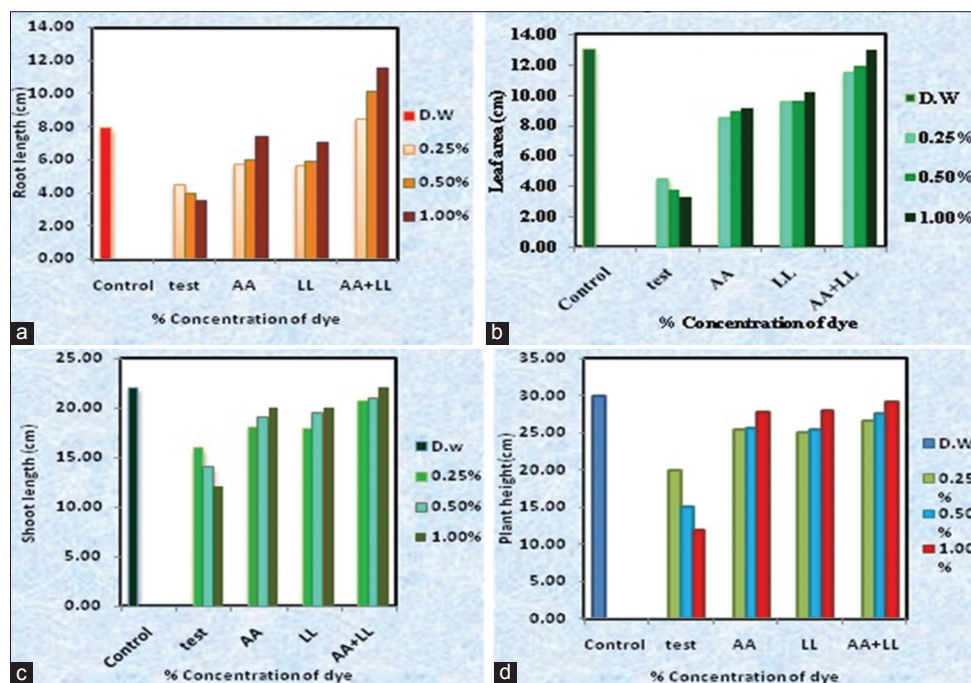 14.00
12.00
10.00
8.00
6.00
4.00
2.00
0.00
Root length (cm)
Control test AA LL AA+LL
% Concentration of dye
D.W
0.25%
0.50%
1.00%
a
14.00
12.00
10.00
8.00
6.00
4.00
2.00
0.00
Leaf area (cm)
Control test AA LL AA+LL
% Concentration of dye
D.W
0.25%
0.50%
1.00%
b
25.00
20.00
15.00
10.00
5.00
0.00
Shoot length (cm)
Control test AA LL AA+LL
% Concentration of dye
D.w
0.25%
0.50%
1.00%
c
35.00
30.00
25.00
20.00
15.00
10.00
5.00
0.00
Plant height(cm)
Control test AA LL AA+LL
% Concentration of dye
D.W
0.25
%
0.50
%
1.00
%
d